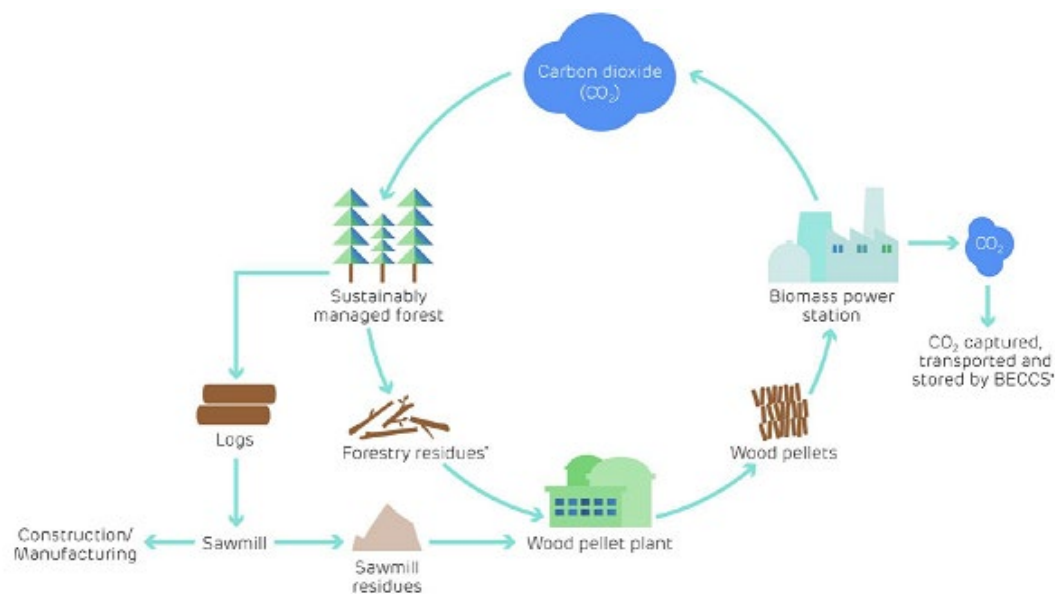 Carbon dioxide
(CO₂)
Sustainably
managed forest
Biomass power
station
CO₂
CO₂ captured,
transported and
stored by BECCS*
Logs
Forestry residues*
Wood pellets
Construction/
Manufacturing
Sawmill
Sawmill
residues
Wood pellet plant